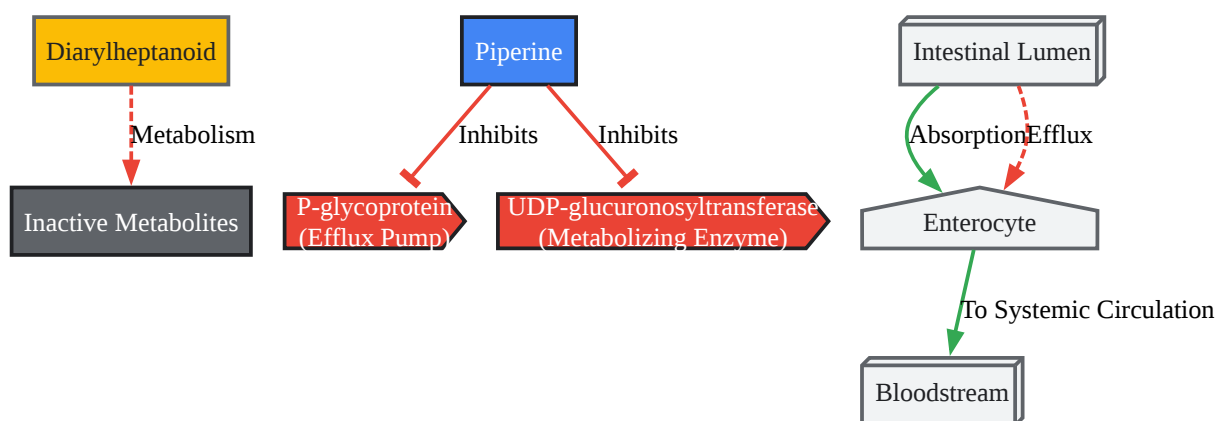 Diarylheptanoid
Piperine
Intestinal Lumen
Metabolism
Inhibits
Inhibits
Absorption
Efflux
Inactive Metabolites
P-glycoprotein
(Efflux Pump)
UDP-glucuronosyltransferase
(Metabolizing Enzyme)
Enterocyte
To Systemic Circulation
Bloodstream